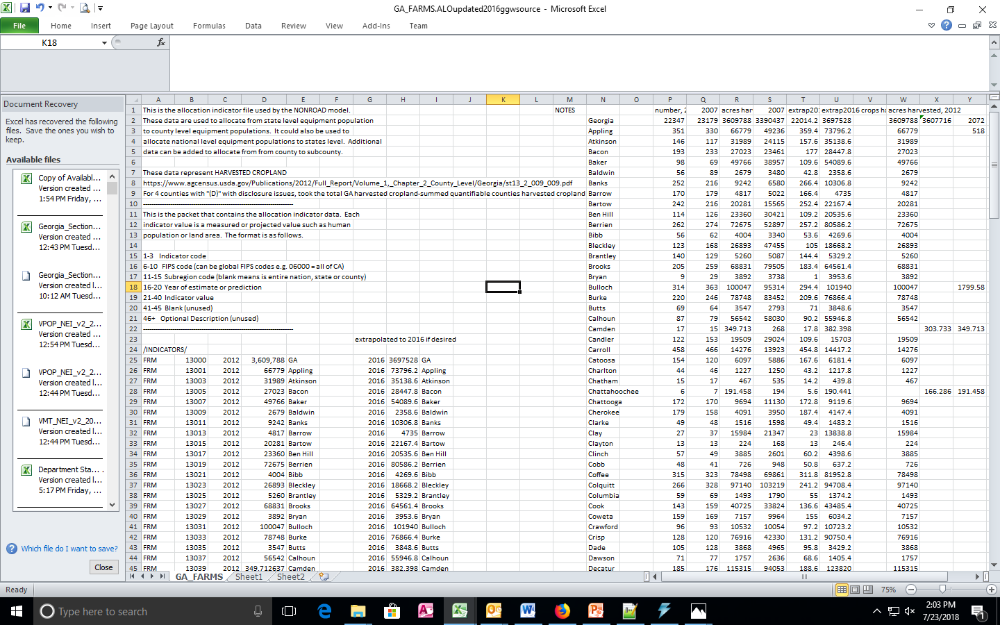 GA_FARMS.ALOupdated2016ggwsource - Microsoft Excel
File Home Insert Page Layout Formulas Data Review View Add-Ins Team
K18 fx
Document Recovery
Excel has recovered the following
files. Save the ones you wish to
keep.
Available files
Copy of Availabl...
Version created ...
1:54 PM Friday, ...
Georgia_Section...
Version created ...
12:43 PM Tuesd...
Georgia_Section...
Version created l...
10:12 AM Tuesd...
VPOP_NEI_v2_2...
Version created ...
12:54 PM Tuesd...
VPOP_NEI_v2_2...
Version created l...
12:44 PM Tuesd...
VMT_NEI_v2_20...
Version created l...
12:44 PM Tuesd...
Department Sta...
Version created l...
5:17 PM Friday, ...
Which file do I want to save?
Close
A B C D E F G H I J K L M N O P Q R S T U V W X Y
1 This is the allocation indicator file used by the NONROAD model. NOTES number, 2 2007 acres har 2007 extrap20 extrap2016 crops ha acres harvested, 2012
2 These data are used to allocate from state level equipment population Georgia 22347 23179 3609788 3390437 22014.2 3697528 3609788 3607716 2072
3 to county level equipment populations. It could also be used to Appling 351 330 66779 49236 359.4 73796.2 66779 518
4 allocate national level equipment populations to states level. Additional Atkinson 146 117 31989 24115 157.6 35138.6 31989
5 data can be added to allocate from from county to subcounty. Bacon 193 233 27023 23461 177 28447.8 27023
6 Baker 98 69 49766 38957 109.6 54089.6 49766
7 These data represent HARVESTED CROPLAND Baldwin 56 89 2679 3480 42.8 2358.6 2679
8 https://www.agcensus.usda.gov/Publications/2012/Full_Report/Volume_1,_Chapter_2_County_Level/Georgia/st13_2_009_009.pdf Banks 252 216 9242 6580 266.4 10306.8 9242
9 For 4 counties with "(D)" with disclosure issues, took the total GA harvested cropland-summed quantifiable counties harvested cropland Barrow 170 179 4817 5022 166.4 4735 4817
10 ------------------------------------------------------------------------ Bartow 242 216 20281 15565 252.4 22167.4 20281
11 This is the packet that contains the allocation indicator data. Each Ben Hill 114 126 23360 30421 109.2 20535.6 23360
12 indicator value is a measured or projected value such as human Berrien 262 274 72675 52897 257.2 80586.2 72675
13 population or land area. The format is as follows. Bibb 56 62 4004 3340 53.6 4269.6 4004
14 Bleckley 123 168 26893 47455 105 18668.2 26893
15 1-3 Indicator code Brantley 140 129 5260 5087 144.4 5329.2 5260
16 6-10 FIPS code (can be global FIPS codes e.g. 06000 = all of CA) Brooks 205 259 68831 79505 183.4 64561.4 68831
17 11-15 Subregion code (blank means is entire nation, state or county) Bryan 9 29 3892 3738 1 3953.6 3892
18 16-20 Year of estimate or prediction Bulloch 314 363 100047 95314 294.4 101940 100047 1799.58
19 21-40 Indicator value Burke 220 246 78748 83452 209.6 76866.4 78748
20 41-45 Blank (unused) Butts 69 64 3547 2793 71 3848.6 3547
21 46+ Optional Description (unused) Calhoun 87 79 56542 58030 90.2 55946.8 56542
22 ------------------------------------------------------------------------ Camden 17 15 349.713 268 17.8 382.398 303.733 349.713
23 extrapolated to 2016 if desired Candler 122 153 19509 29024 109.6 15703 19509
24 /INDICATORS/ Carroll 458 466 14276 13923 454.8 14417.2 14276
25 FRM 13000 2012 3,609,788 GA 2016 3697528 GA Catoosa 154 120 6097 5886 167.6 6181.4 6097
26 FRM 13001 2012 66779 Appling 2016 73796.2 Appling Charlton 44 46 1227 1250 43.2 1217.8 1227
27 FRM 13003 2012 31989 Atkinson 2016 35138.6 Atkinson Chatham 15 17 467 535 14.2 439.8 467
28 FRM 13005 2012 27023 Bacon 2016 28447.8 Bacon Chattahoochee 6 7 191.458 194 5.6 190.441 166.286 191.458
29 FRM 13007 2012 49766 Baker 2016 54089.6 Baker Chattooga 172 170 9694 11130 172.8 9119.6 9694
30 FRM 13009 2012 2679 Baldwin 2016 2358.6 Baldwin Cherokee 179 158 4091 3950 187.4 4147.4 4091
31 FRM 13011 2012 9242 Banks 2016 10306.8 Banks Clarke 49 48 1516 1598 49.4 1483.2 1516
32 FRM 13013 2012 4817 Barrow 2016 4735 Barrow Clay 27 37 15984 21347 23 13838.8 15984
33 FRM 13015 2012 20281 Bartow 2016 22167.4 Bartow Clayton 13 13 224 168 13 246.4 224
34 FRM 13017 2012 23360 Ben Hill 2016 20535.6 Ben Hill Clinch 57 49 3885 2601 60.2 4398.6 3885
35 FRM 13019 2012 72675 Berrien 2016 80586.2 Berrien Cobb 48 41 726 948 50.8 637.2 726
36 FRM 13021 2012 4004 Bibb 2016 4269.6 Bibb Coffee 315 323 78498 69861 311.8 81952.8 78498
37 FRM 13023 2012 26893 Bleckley 2016 18668.2 Bleckley Colquitt 266 328 97140 103219 241.2 94708.4 97140
38 FRM 13025 2012 5260 Brantley 2016 5329.2 Brantley Columbia 59 69 1493 1790 55 1374.2 1493
39 FRM 13027 2012 68831 Brooks 2016 64561.4 Brooks Cook 143 159 40725 33824 136.6 43485.4 40725
40 FRM 13029 2012 3892 Bryan 2016 3953.6 Bryan Coweta 159 169 7157 9964 155 6034.2 7157
41 FRM 13031 2012 100047 Bulloch 2016 101940 Bulloch Crawford 96 93 10532 10054 97.2 10723.2 10532
42 FRM 13033 2012 78748 Burke 2016 76866.4 Burke Crisp 128 120 76916 42330 131.2 90750.4 76916
43 FRM 13035 2012 3547 Butts 2016 3848.6 Butts Dade 105 128 3868 4965 95.8 3429.2 3868
44 FRM 13037 2012 56542 Calhoun 2016 55946.8 Calhoun Dawson 71 77 1757 2636 68.6 1405.4 1757
45 FRM 13039 2012 349.712637 Camden 2016 382.398 Camden Decatur 185 176 115315 94053 188.6 123820 115315
GA_FARMS Sheet1 Sheet2
Ready 75%
Type here to search
2:03 PM
7/23/2018
1